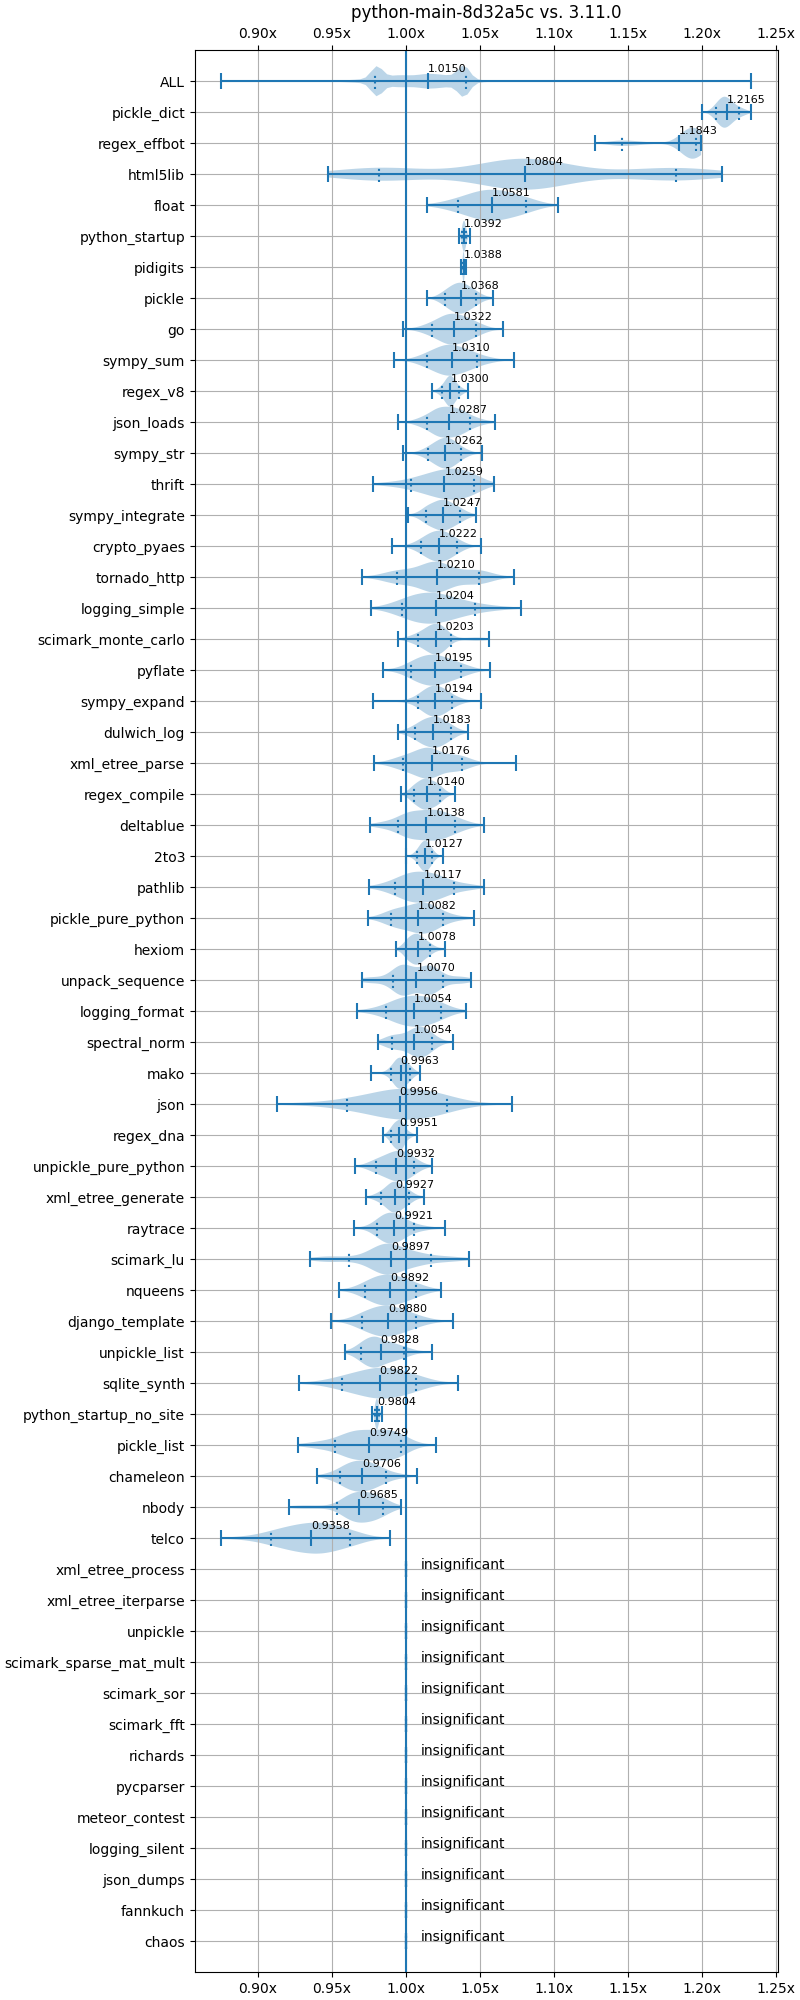 python-main-8d32a5c vs. 3.11.0
0.90x 0.95x 1.00x 1.05x 1.10x 1.15x 1.20x 1.25x
ALL 1.0150
pickle_dict 1.2165
regex_effbot 1.1843
html5lib 1.0804
float 1.0581
python_startup 1.0392
pidigits 1.0388
pickle 1.0368
go 1.0322
sympy_sum 1.0310
regex_v8 1.0300
json_loads 1.0287
sympy_str 1.0262
thrift 1.0259
sympy_integrate 1.0247
crypto_pyaes 1.0222
tornado_http 1.0210
logging_simple 1.0204
scimark_monte_carlo 1.0203
pyflate 1.0195
sympy_expand 1.0194
dulwich_log 1.0183
xml_etree_parse 1.0176
regex_compile 1.0140
deltablue 1.0138
2to3 1.0127
pathlib 1.0117
pickle_pure_python 1.0082
hexiom 1.0078
unpack_sequence 1.0070
logging_format 1.0054
spectral_norm 1.0054
mako 0.9963
json 0.9956
regex_dna 0.9951
unpickle_pure_python 0.9932
xml_etree_generate 0.9927
raytrace 0.9921
scimark_lu 0.9897
nqueens 0.9892
django_template 0.9880
unpickle_list 0.9828
sqlite_synth 0.9822
python_startup_no_site 0.9804
pickle_list 0.9749
chameleon 0.9706
nbody 0.9685
telco 0.9358
xml_etree_process insignificant
xml_etree_iterparse insignificant
unpickle insignificant
scimark_sparse_mat_mult insignificant
scimark_sor insignificant
scimark_fft insignificant
richards insignificant
pycparser insignificant
meteor_contest insignificant
logging_silent insignificant
json_dumps insignificant
fannkuch insignificant
chaos insignificant
0.90x 0.95x 1.00x 1.05x 1.10x 1.15x 1.20x 1.25x